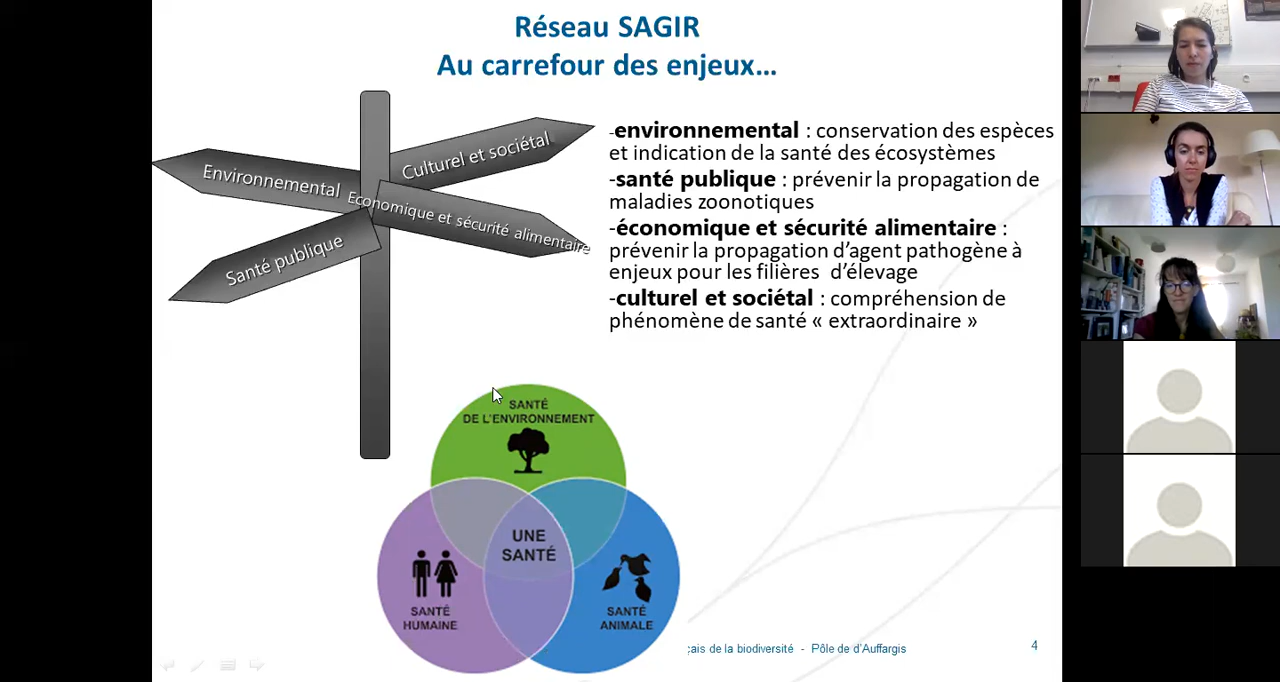 Réseau SAGIR
Au carrefour des enjeux...
Culturel et sociétal
Environnemental
Economique et sécurité alimentaire
Santé publique
-environnemental : conservation des espèces
et indication de la santé des écosystèmes
-santé publique : prévenir la propagation de
maladies zoonotiques
-économique et sécurité alimentaire :
prévenir la propagation d’agent pathogène à
enjeux pour les filières d’élevage
-culturel et sociétal : compréhension de
phénomène de santé « extraordinaire »
SANTÉ
DE L’ENVIRONNEMENT
UNE
SANTÉ
SANTÉ
HUMAINE
SANTÉ
ANIMALE
çais de la biodiversité - Pôle de d’Auffargis
4